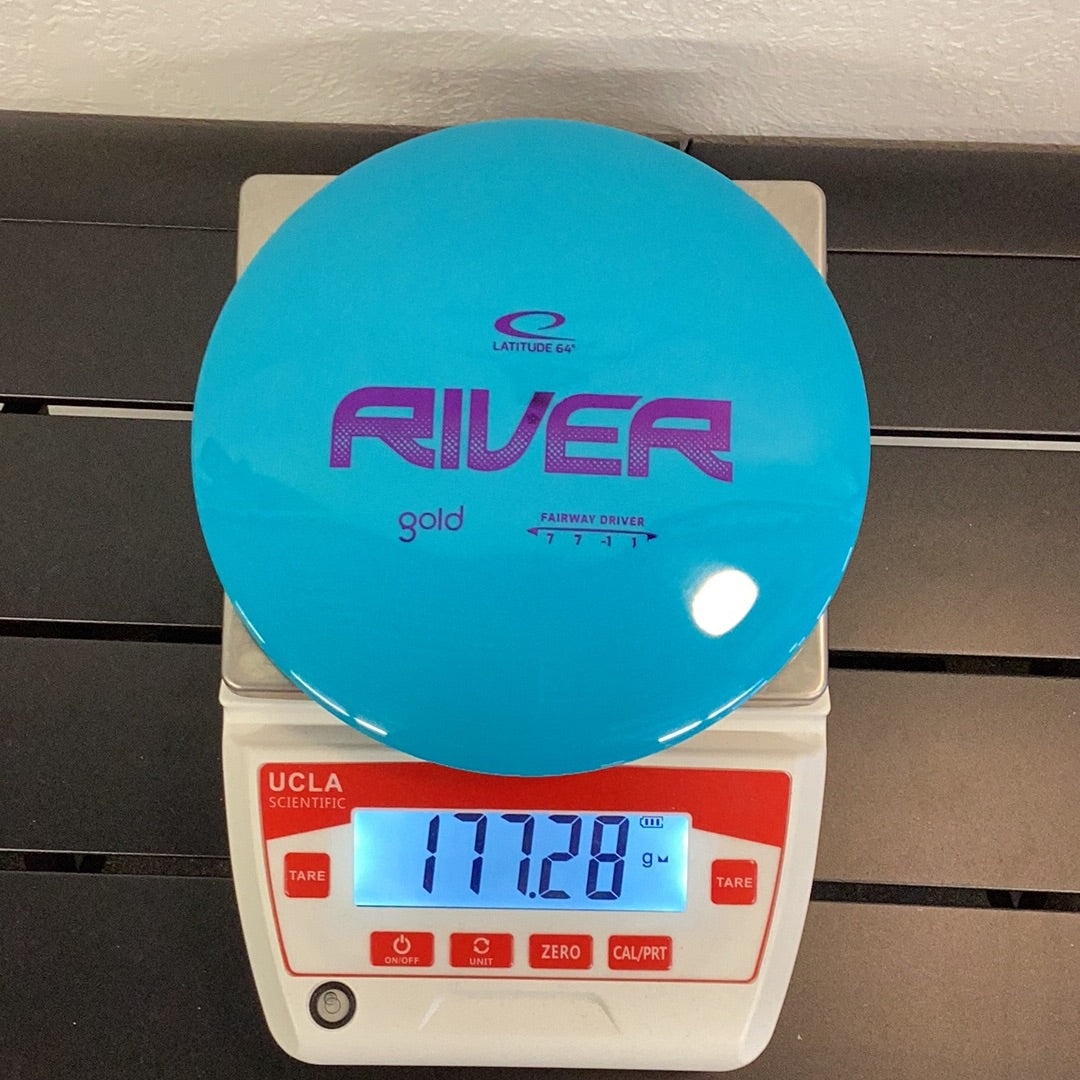 LATITUDE 64°
RIVER
gold
FAIRWAY DRIVER
7 7 -1 1
UCLA
SCIENTIFIC
177.28 g
TARE
TARE
ON/OFF
UNIT
ZERO
CAL/PRT